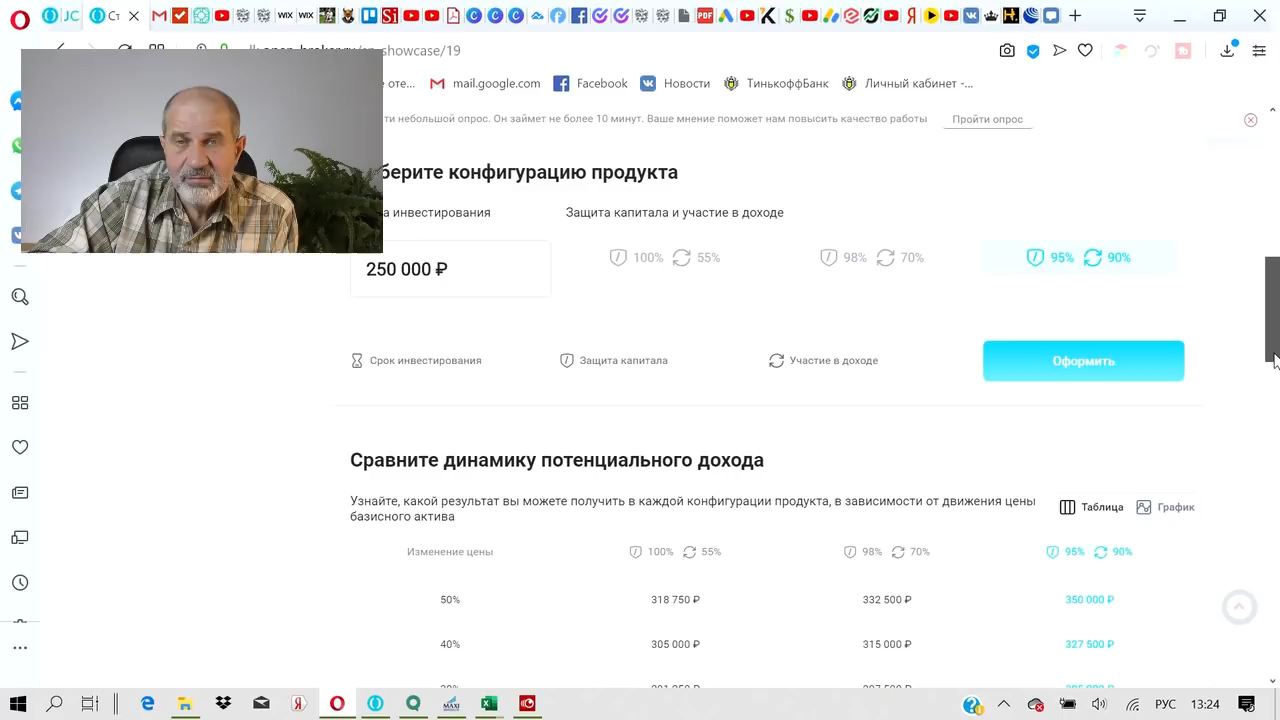 showcase/19
оте...
mail.google.com
Facebook
Новости
ТинькоффБанк
Личный кабинет -...
ти небольшой опрос. Он займет не более 10 минут. Ваше мнение поможет нам повысить качество работы
Пройти опрос
берите конфигурацию продукта
а инвестирования
Защита капитала и участие в доходе
250 000 ₽
100% 55%
98% 70%
95% 90%
Срок инвестирования
Защита капитала
Участие в доходе
Оформить
Сравните динамику потенциального дохода
Узнайте, какой результат вы можете получить в каждой конфигурации продукта, в зависимости от движения цены
базисного актива
Таблица
График
Изменение цены
100% 55%
98% 70%
95% 90%
50%
318 750 ₽
332 500 ₽
350 000 ₽
40%
305 000 ₽
315 000 ₽
327 500 ₽
РУС
13:24